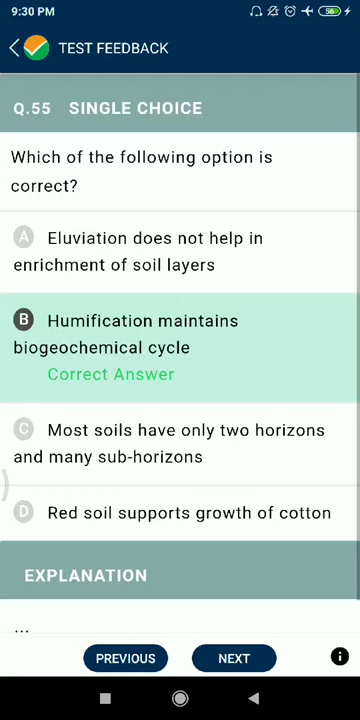 9:30 PM
56
TEST FEEDBACK
Q.55 SINGLE CHOICE
Which of the following option is
correct?
A Eluviation does not help in
enrichment of soil layers
B Humification maintains
biogeochemical cycle
Correct Answer
C Most soils have only two horizons
and many sub-horizons
D Red soil supports growth of cotton
EXPLANATION
...
PREVIOUS NEXT i